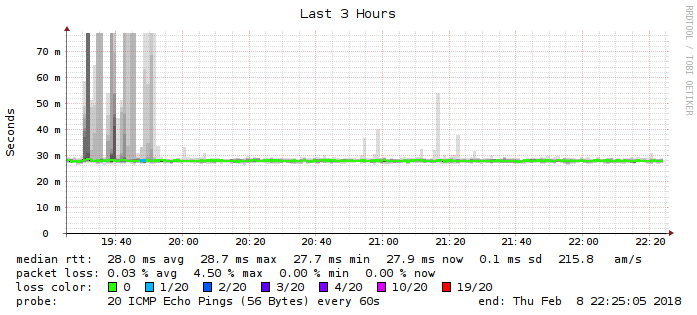 Last 3 Hours
RRDTOOL / TOBI OETIKER
Seconds
70 m
60 m
50 m
40 m
30 m
20 m
10 m
0
19:40 20:00 20:20 20:40 21:00 21:20 21:40 22:00 22:20
median rtt: 28.0 ms avg 28.7 ms max 27.7 ms min 27.9 ms now 0.1 ms sd 215.8 am/s
packet loss: 0.03 % avg 4.50 % max 0.00 % min 0.00 % now
loss color: 0 1/20 2/20 3/20 4/20 10/20 19/20
probe: 20 ICMP Echo Pings (56 Bytes) every 60s end: Thu Feb 8 22:25:05 2018